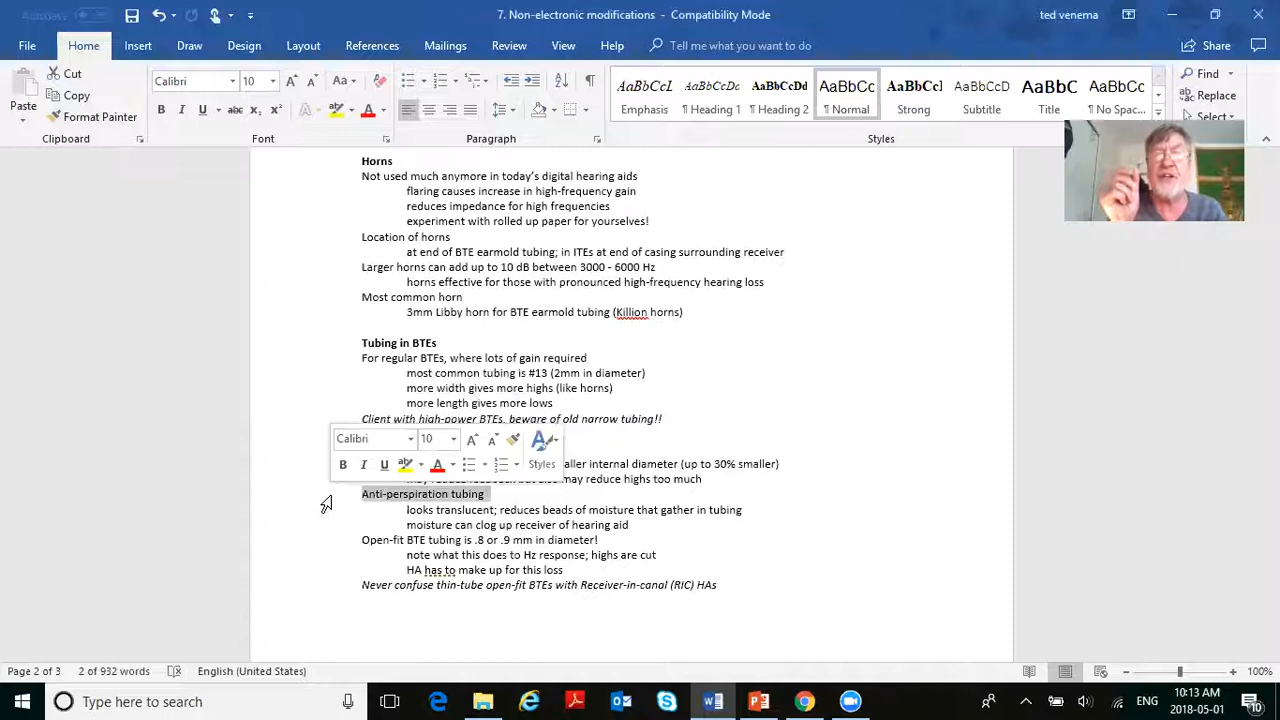 7. Non-electronic modifications - Compatibility Mode
ted venema
File Home Insert Draw Design Layout References Mailings Review View Help Tell me what you want to do Share
Paste
Cut
Copy
Format Painter
Clipboard
Calibri 10
Font
Paragraph
AaBbCcL AaBbCc AaBbCcDd AaBbCc AaBbCcI AaBbCcDd AaBbC AaBbCc
Emphasis ¶ Heading 1 ¶ Heading 2 ¶ Normal Strong Subtitle Title ¶ No Spac...
Styles
Find
Replace
Select
Horns
Not used much anymore in today's digital hearing aids
flaring causes increase in high-frequency gain
reduces impedance for high frequencies
experiment with rolled up paper for yourselves!
Location of horns
at end of BTE earmold tubing; in ITEs at end of casing surrounding receiver
Larger horns can add up to 10 dB between 3000 - 6000 Hz
horns effective for those with pronounced high-frequency hearing loss
Most common horn
3mm Libby horn for BTE earmold tubing (Killion horns)
Tubing in BTEs
For regular BTEs, where lots of gain required
most common tubing is #13 (2mm in diameter)
more width gives more highs (like horns)
more length gives more lows
Client with high-power BTEs, beware of old narrow tubing!!
Calibri 10
Styles
aller internal diameter (up to 30% smaller)
may reduce highs too much
Anti-perspiration tubing
looks translucent; reduces beads of moisture that gather in tubing
moisture can clog up receiver of hearing aid
Open-fit BTE tubing is .8 or .9 mm in diameter!
note what this does to Hz response; highs are cut
HA has to make up for this loss
Never confuse thin-tube open-fit BTEs with Receiver-in-canal (RIC) HAs
Page 2 of 3 2 of 932 words English (United States) 100%
Type here to search
ENG
10:13 AM
2018-05-01
10